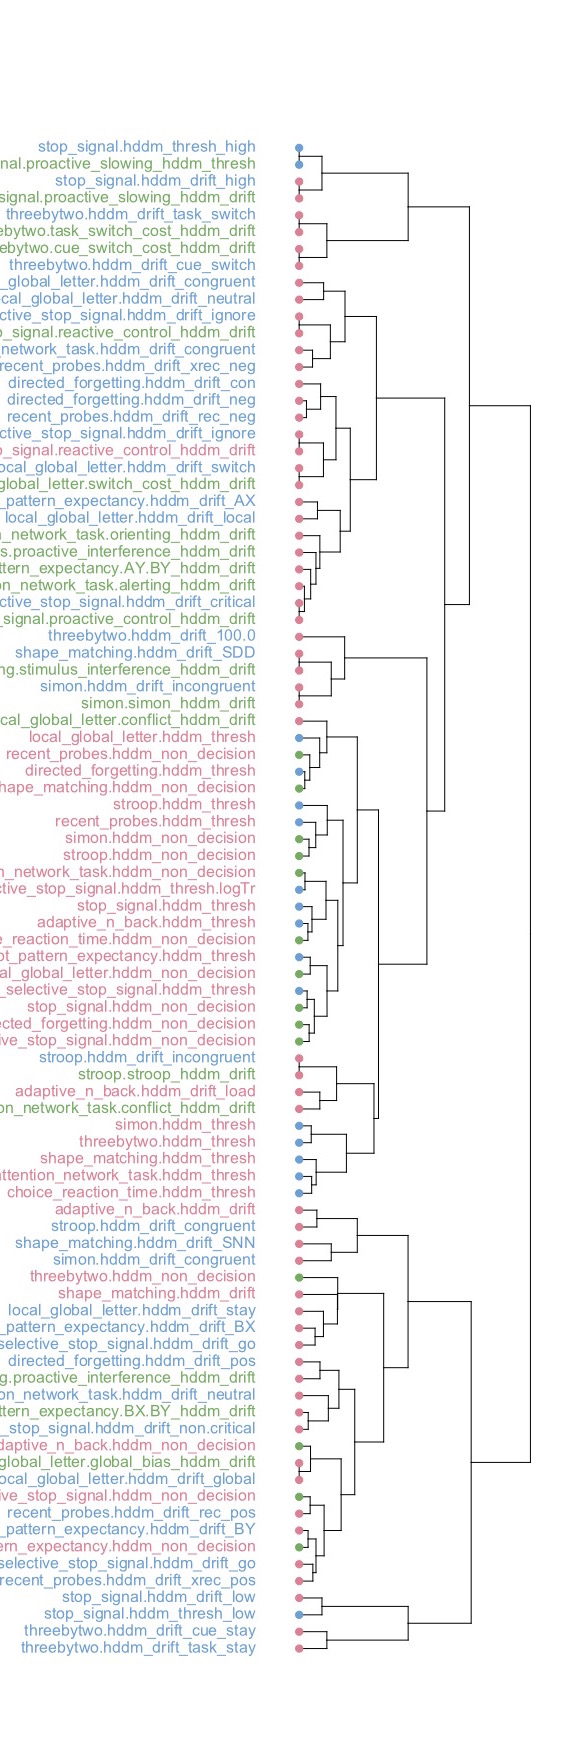 stop_signal.hddm_thresh_high
nal.proactive_slowing_hddm_thresh
stop_signal.hddm_drift_high
signal.proactive_slowing_hddm_drift
threebytwo.hddm_drift_task_switch
ebytwo.task_switch_cost_hddm_drift
ebytwo.cue_switch_cost_hddm_drift
threebytwo.hddm_drift_cue_switch
_global_letter.hddm_drift_congruent
cal_global_letter.hddm_drift_neutral
ctive_stop_signal.hddm_drift_ignore
p_signal.reactive_control_hddm_drift
network_task.hddm_drift_congruent
recent_probes.hddm_drift_xrec_neg
directed_forgetting.hddm_drift_con
directed_forgetting.hddm_drift_neg
recent_probes.hddm_drift_rec_neg
ctive_stop_signal.hddm_drift_ignore
p_signal.reactive_control_hddm_drift
ocal_global_letter.hddm_drift_switch
global_letter.switch_cost_hddm_drift
_pattern_expectancy.hddm_drift_AX
local_global_letter.hddm_drift_local
n_network_task.orienting_hddm_drift
s.proactive_interference_hddm_drift
ttern_expectancy.AY.BY_hddm_drift
on_network_task.alerting_hddm_drift
ctive_stop_signal.hddm_drift_critical
_signal.proactive_control_hddm_drift
threebytwo.hddm_drift_100.0
shape_matching.hddm_drift_SDD
ng.stimulus_interference_hddm_drift
simon.hddm_drift_incongruent
simon.simon_hddm_drift
cal_global_letter.conflict_hddm_drift
local_global_letter.hddm_thresh
recent_probes.hddm_non_decision
directed_forgetting.hddm_thresh
hape_matching.hddm_non_decision
stroop.hddm_thresh
recent_probes.hddm_thresh
simon.hddm_non_decision
stroop.hddm_non_decision
n_network_task.hddm_non_decision
ctive_stop_signal.hddm_thresh.logTr
stop_signal.hddm_thresh
adaptive_n_back.hddm_thresh
e_reaction_time.hddm_non_decision
ot_pattern_expectancy.hddm_thresh
al_global_letter.hddm_non_decision
_selective_stop_signal.hddm_thresh
stop_signal.hddm_non_decision
ected_forgetting.hddm_non_decision
ive_stop_signal.hddm_non_decision
stroop.hddm_drift_incongruent
stroop.stroop_hddm_drift
adaptive_n_back.hddm_drift_load
on_network_task.conflict_hddm_drift
simon.hddm_thresh
threebytwo.hddm_thresh
shape_matching.hddm_thresh
attention_network_task.hddm_thresh
choice_reaction_time.hddm_thresh
adaptive_n_back.hddm_drift
stroop.hddm_drift_congruent
shape_matching.hddm_drift_SNN
simon.hddm_drift_congruent
threebytwo.hddm_non_decision
shape_matching.hddm_drift
local_global_letter.hddm_drift_stay
_pattern_expectancy.hddm_drift_BX
selective_stop_signal.hddm_drift_go
directed_forgetting.hddm_drift_pos
g.proactive_interference_hddm_drift
on_network_task.hddm_drift_neutral
ttern_expectancy.BX.BY_hddm_drift
_stop_signal.hddm_drift_non.critical
daptive_n_back.hddm_non_decision
global_letter.global_bias_hddm_drift
ocal_global_letter.hddm_drift_global
ive_stop_signal.hddm_non_decision
recent_probes.hddm_drift_rec_pos
_pattern_expectancy.hddm_drift_BY
ern_expectancy.hddm_non_decision
selective_stop_signal.hddm_drift_go
recent_probes.hddm_drift_xrec_pos
stop_signal.hddm_drift_low
stop_signal.hddm_thresh_low
threebytwo.hddm_drift_cue_stay
threebytwo.hddm_drift_task_stay